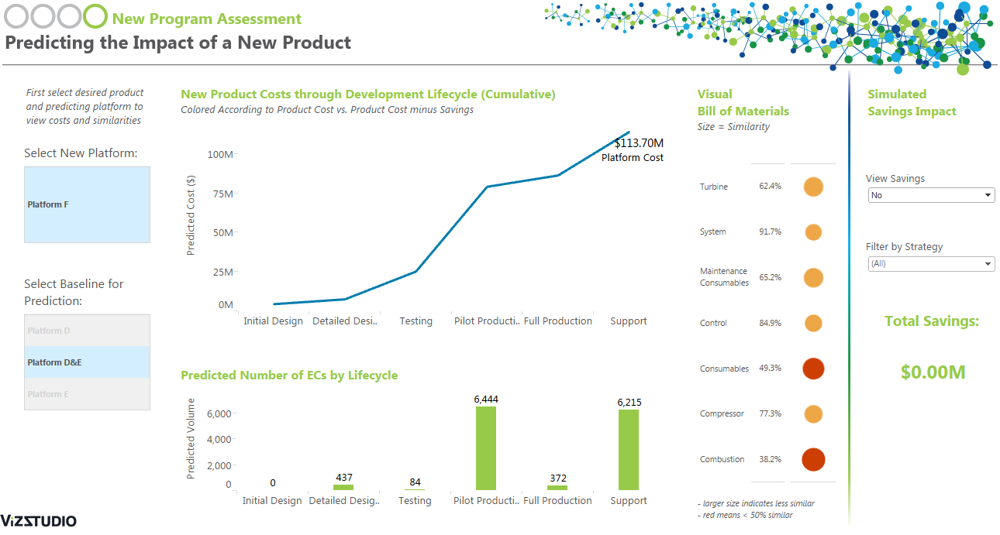 New Program Assessment
Predicting the Impact of a New Product
First select desired product
and predicting platform to
view costs and similarities
Select New Platform:
Platform F
Select Baseline for
Prediction:
Platform D
Platform D&E
Platform E
New Product Costs through Development Lifecycle (Cumulative)
Colored According to Product Cost vs. Product Cost minus Savings
Predicted Cost ($)
100M
75M
50M
25M
0M
$113.70M
Platform Cost
Initial Design
Detailed Desi..
Testing
Pilot Producti..
Full Production
Support
Predicted Number of ECs by Lifecycle
Predicted Volume
6,000
4,000
2,000
0
0
437
84
6,444
372
6,215
Initial Design
Detailed Desig..
Testing
Pilot Producti..
Full Production
Support
Visual
Bill of Materials
Size = Similarity
Turbine 62.4%
System 91.7%
Maintenance
Consumables 65.2%
Control 84.9%
Consumables 49.3%
Compressor 77.3%
Combustion 38.2%
- larger size indicates less similar
- red means < 50% similar
Simulated
Savings Impact
View Savings
No
Filter by Strategy
(All)
Total Savings:
$0.00M
VIZSTUDIO